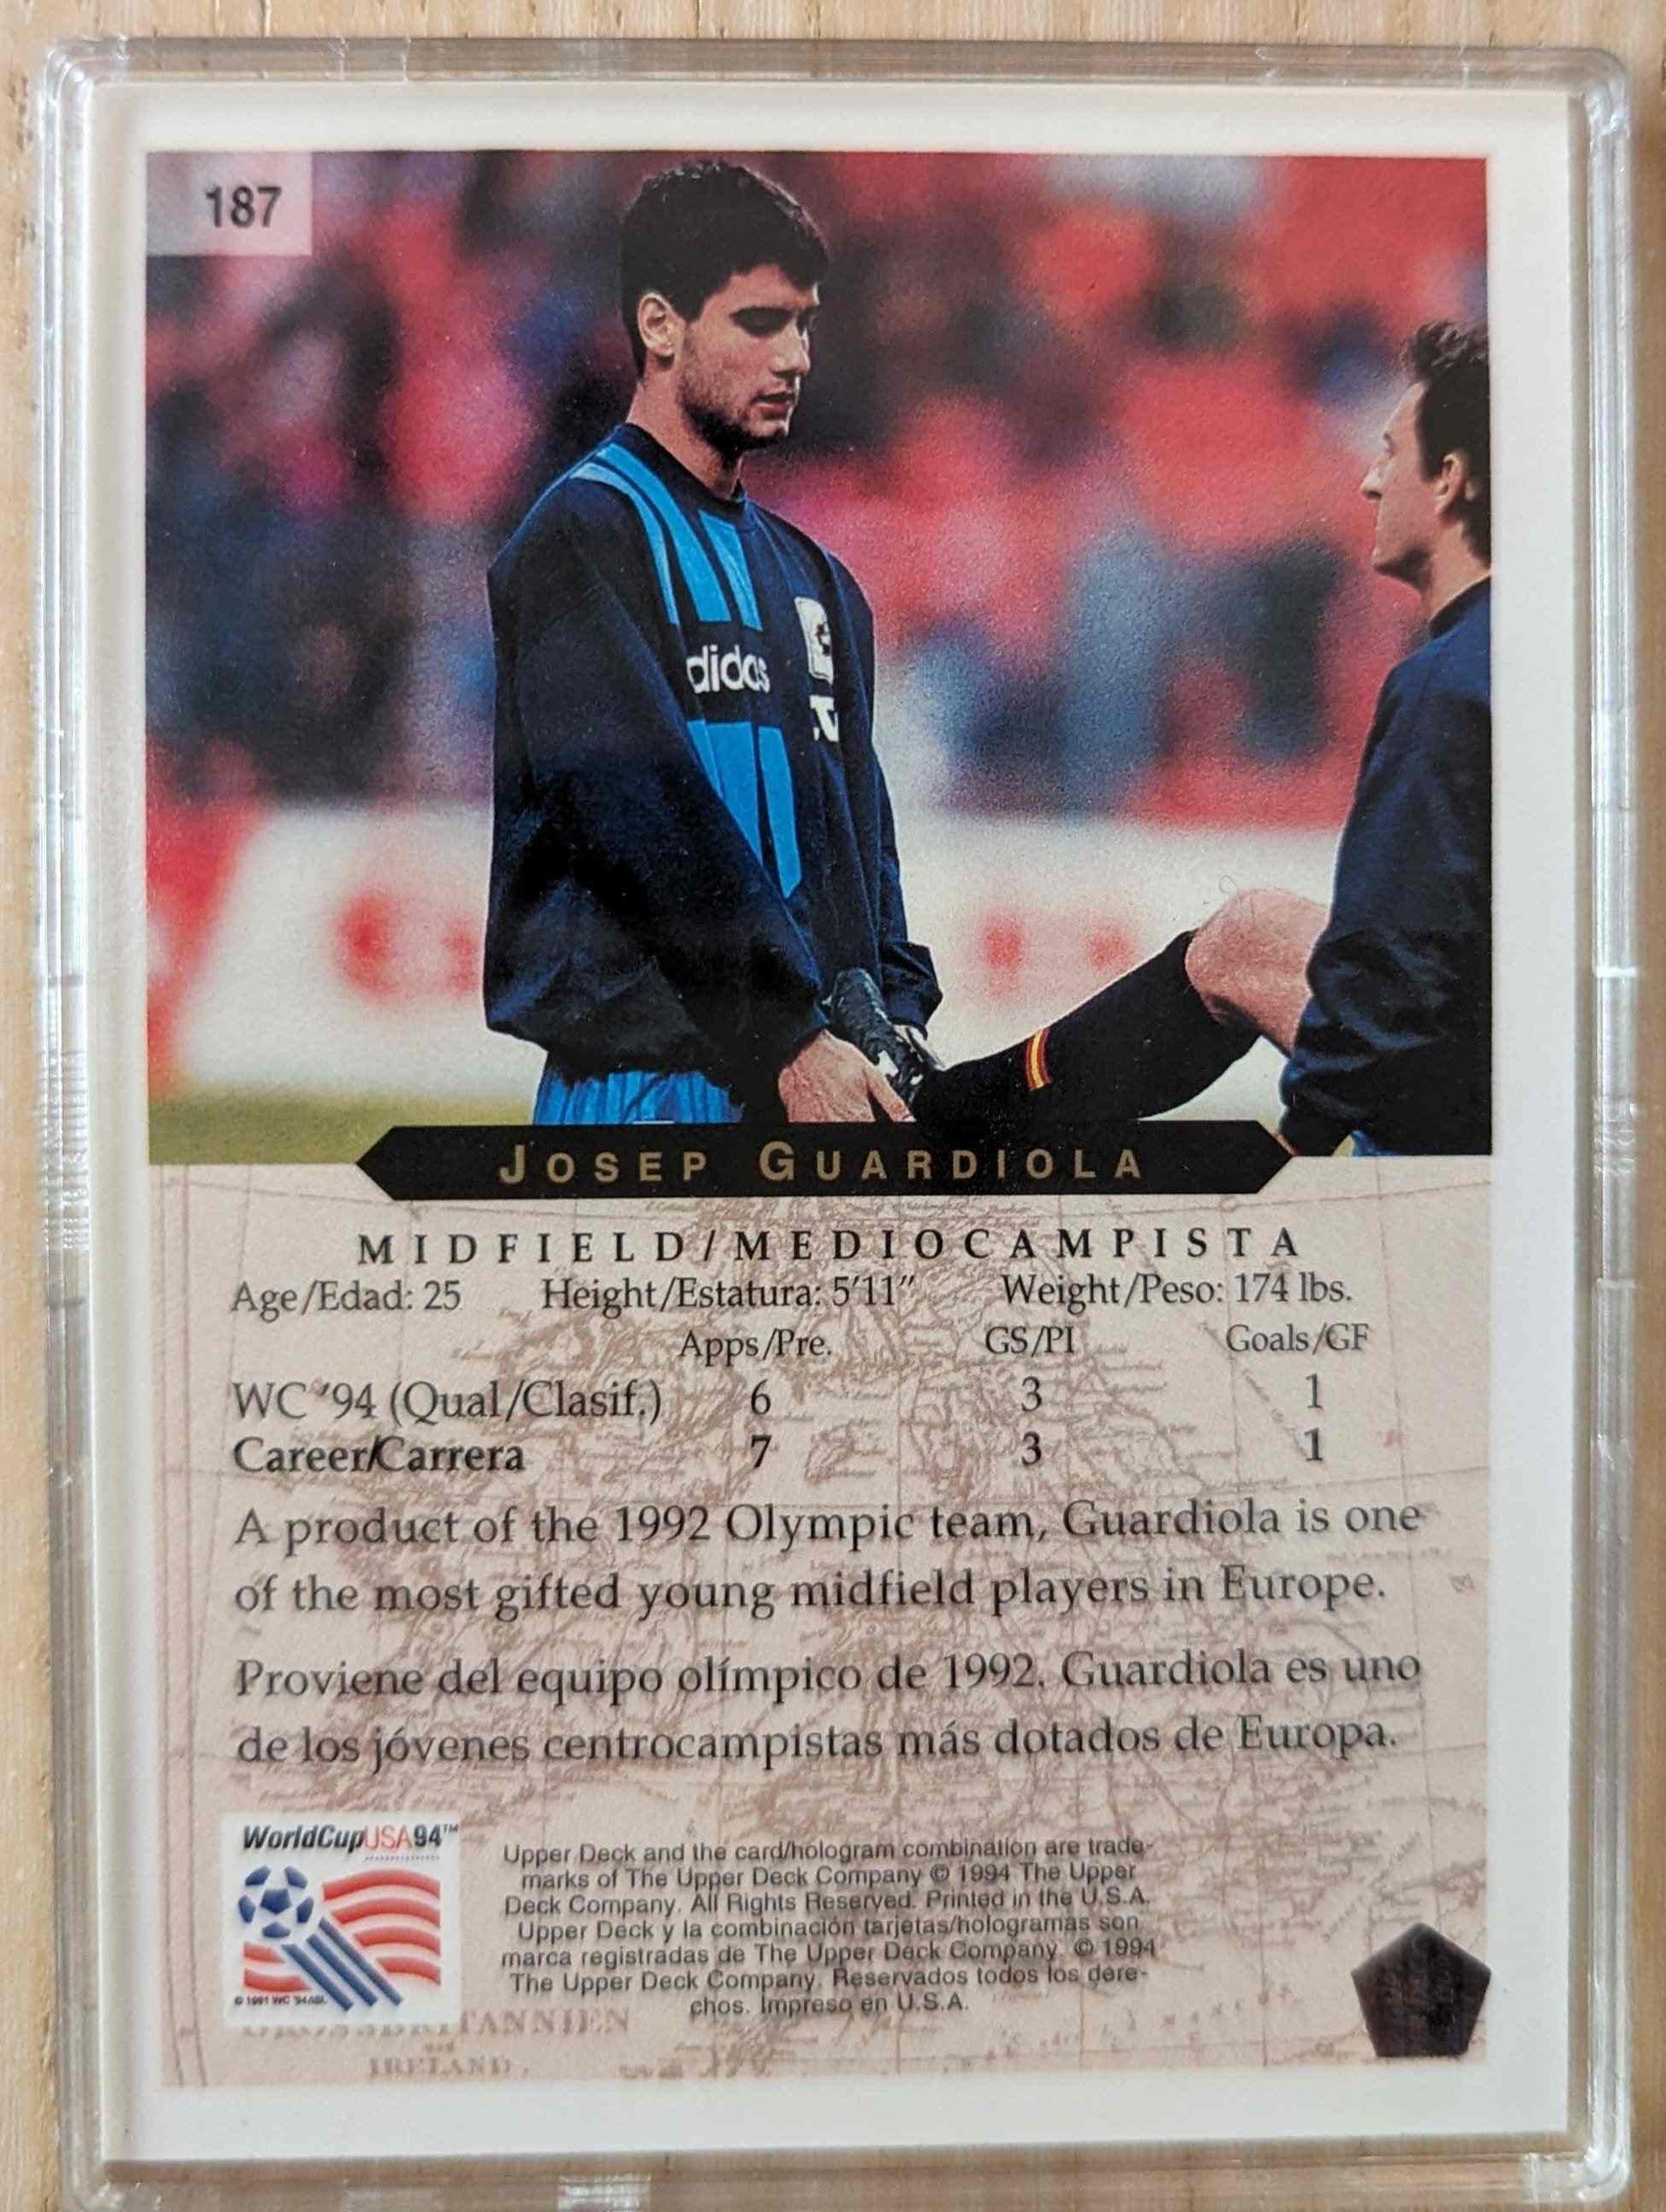 187
didas
JOSEP GUARDIOLA
MIDFIELD/MEDIOCAMPISTA
Age/Edad: 25 Height/Estatura: 5'11" Weight/Peso: 174 lbs.
Apps/Pre. GS/PI Goals/GF
WC '94 (Qual/Clasif.) 6 3 1
Career/Carrera 7 3 1
A product of the 1992 Olympic team, Guardiola is one
of the most gifted young midfield players in Europe.
Proviene del equipo olímpico de 1992. Guardiola es uno
de los jóvenes centrocampistas más dotados de Europa.
WorldCupUSA94™
© 1991 WC '94/ISL
Upper Deck and the card/hologram combination are trade-
marks of The Upper Deck Company © 1994 The Upper
Deck Company. All Rights Reserved. Printed in the U.S.A.
Upper Deck y la combinación tarjetas/hologramas son
marca registradas de The Upper Deck Company. © 1994
The Upper Deck Company. Reservados todos los dere-
chos. Impreso en U.S.A.
IRELAND.